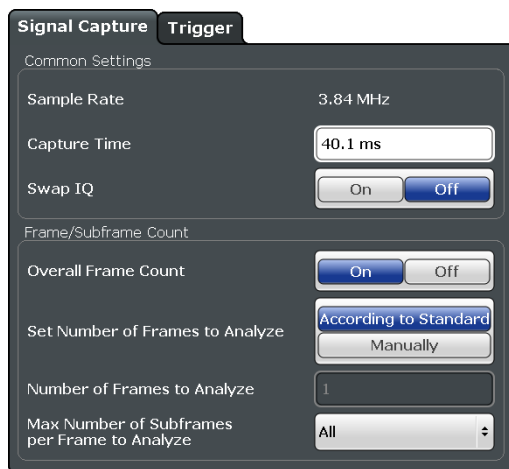 Signal Capture Trigger
Common Settings
Sample Rate 3.84 MHz
Capture Time 40.1 ms
Swap IQ On Off
Frame/Subframe Count
Overall Frame Count On Off
Set Number of Frames to Analyze According to Standard
Manually
Number of Frames to Analyze 1
Max Number of Subframes
per Frame to Analyze All